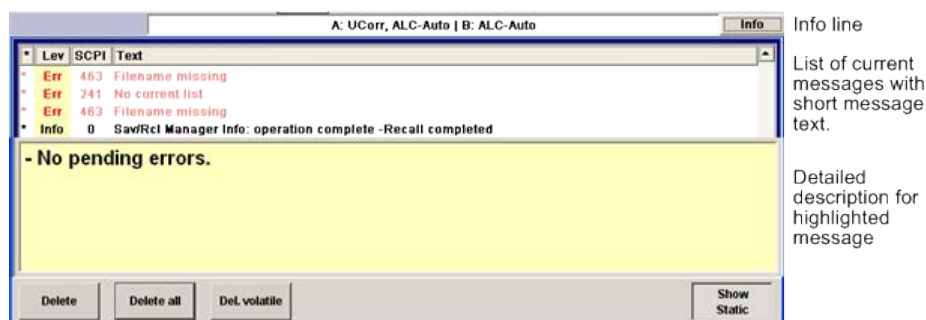 A: UCorr, ALC-Auto | B: ALC-Auto
Info
Info line
* Lev SCPI Text
* Err 463 Filename missing
* Err 241 No current list
* Err 463 Filename missing
* Info 0 Sav/Rcl Manager Info: operation complete -Recall completed
List of current
messages with
short message
text.
- No pending errors.
Detailed
description for
highlighted
message
Delete
Delete all
Del. volatile
Show
Static